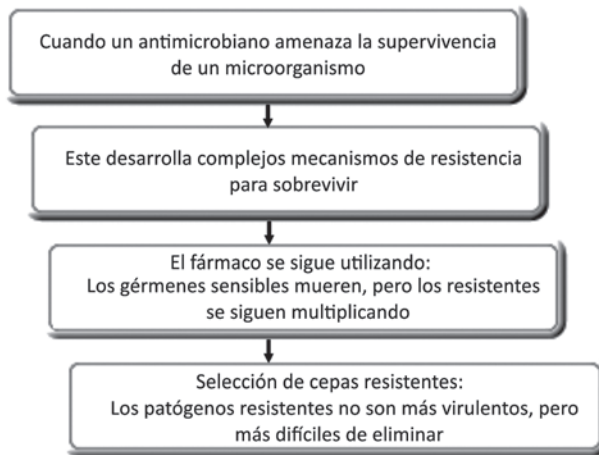 Cuando un antimicrobiano amenaza la supervivencia
de un microorganismo
Este desarrolla complejos mecanismos de resistencia
para sobrevivir
El fármaco se sigue utilizando:
Los gérmenes sensibles mueren, pero los resistentes
se siguen multiplicando
Selección de cepas resistentes:
Los patógenos resistentes no son más virulentos, pero
más difíciles de eliminar